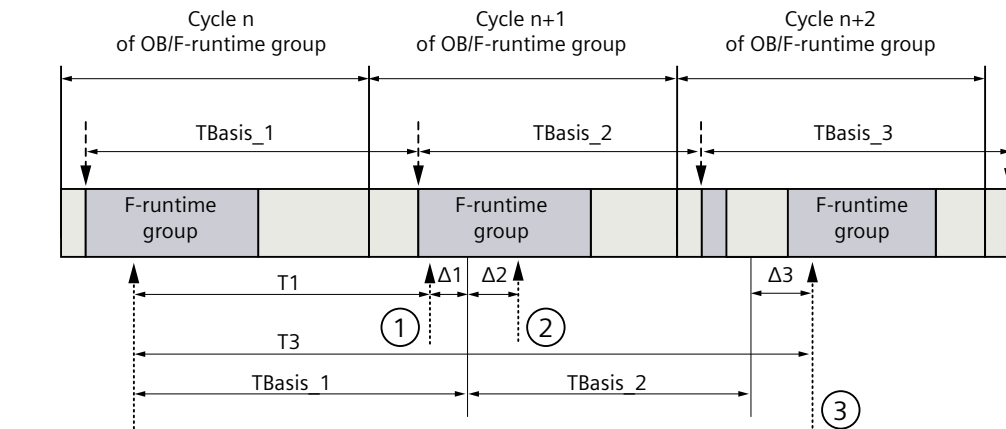 Cycle n
of OB/F-runtime group
Cycle n+1
of OB/F-runtime group
Cycle n+2
of OB/F-runtime group
TBasis_1
TBasis_2
TBasis_3
F-runtime
group
F-runtime
group
F-runtime
group
T1
Δ1
Δ2
Δ3
1
2
T3
TBasis_1
TBasis_2
3